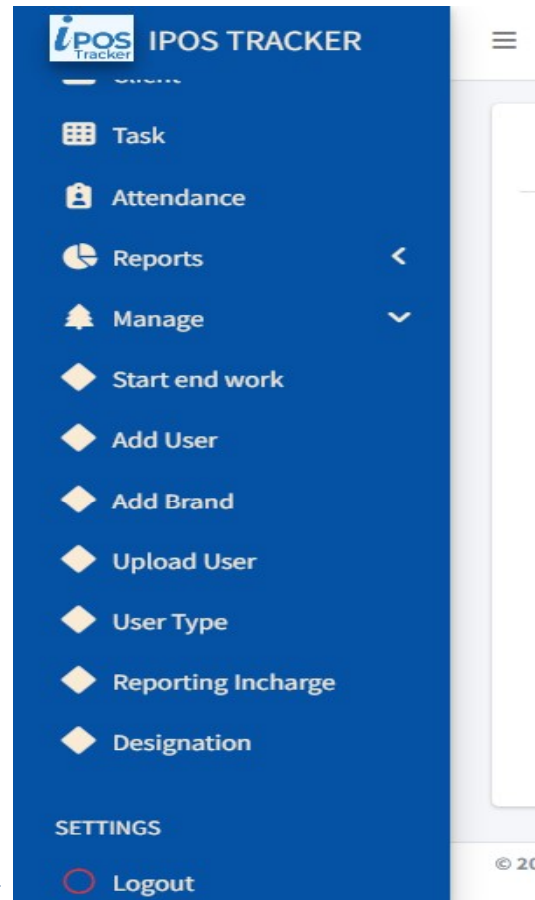 iPOS
Tracker
IPOS TRACKER
Task
Attendance
Reports
Manage
Start end work
Add User
Add Brand
Upload User
User Type
Reporting Incharge
Designation
SETTINGS
Logout
© 20